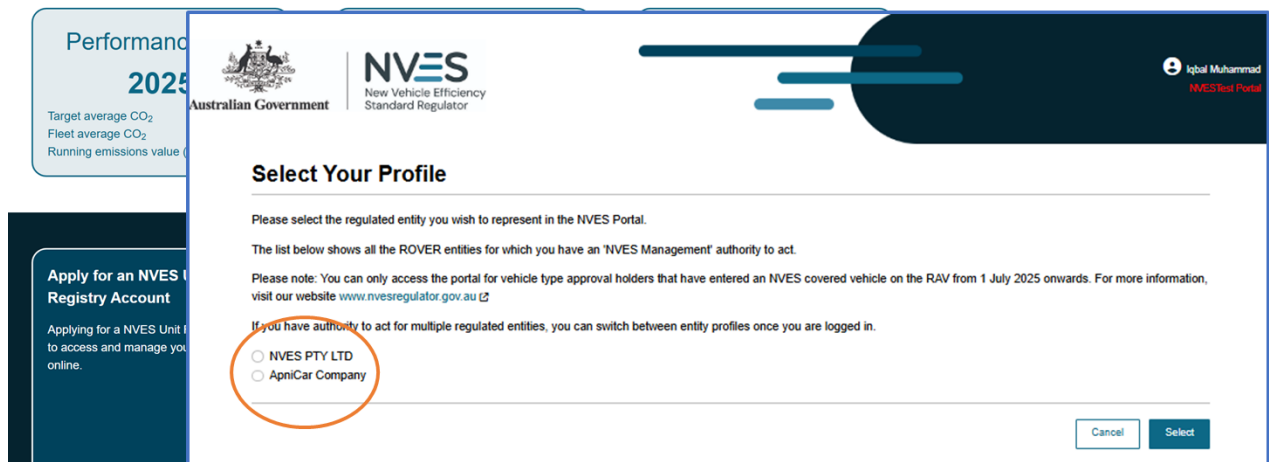 Performanc
2025
Target average CO₂
Fleet average CO₂
Running emissions value (
Apply for an NVES U
Registry Account
Applying for a NVES Unit
to access and manage you
online.
Australian Government
NVES
New Vehicle Efficiency
Standard Regulator
Iqbal Muhammad
NVESTest Portal
Select Your Profile
Please select the regulated entity you wish to represent in the NVES Portal.
The list below shows all the ROVER entities for which you have an 'NVES Management' authority to act.
Please note: You can only access the portal for vehicle type approval holders that have entered an NVES covered vehicle on the RAV from 1 July 2025 onwards. For more information,
visit our website www.nvesregulator.gov.au
If you have authority to act for multiple regulated entities, you can switch between entity profiles once you are logged in.
NVES PTY LTD
ApniCar Company
Cancel
Select